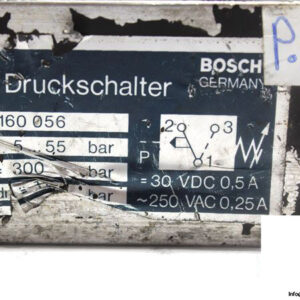 BOSCH
GERMANY
Druckschalter
160 056
5 .. 55 bar
300 bar
P
2 3
1
= 30 VDC 0,5 A
~ 250 VAC 0,25 A
p.